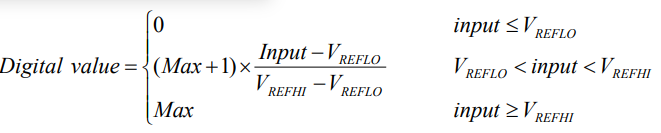 0 input ≤ V_REFLO
Digital value = { (Max+1) × (Input − V_REFLO) / (V_REFHI − V_REFLO) V_REFLO < input < V_REFHI
Max input ≥ V_REFHI